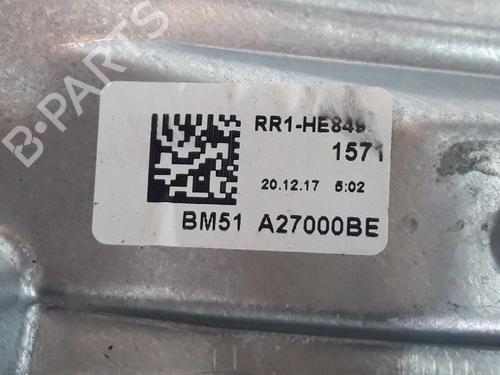 B-PARTS
RR1-HE849
1571
20.12.17 5:02
BM51 A27000BE